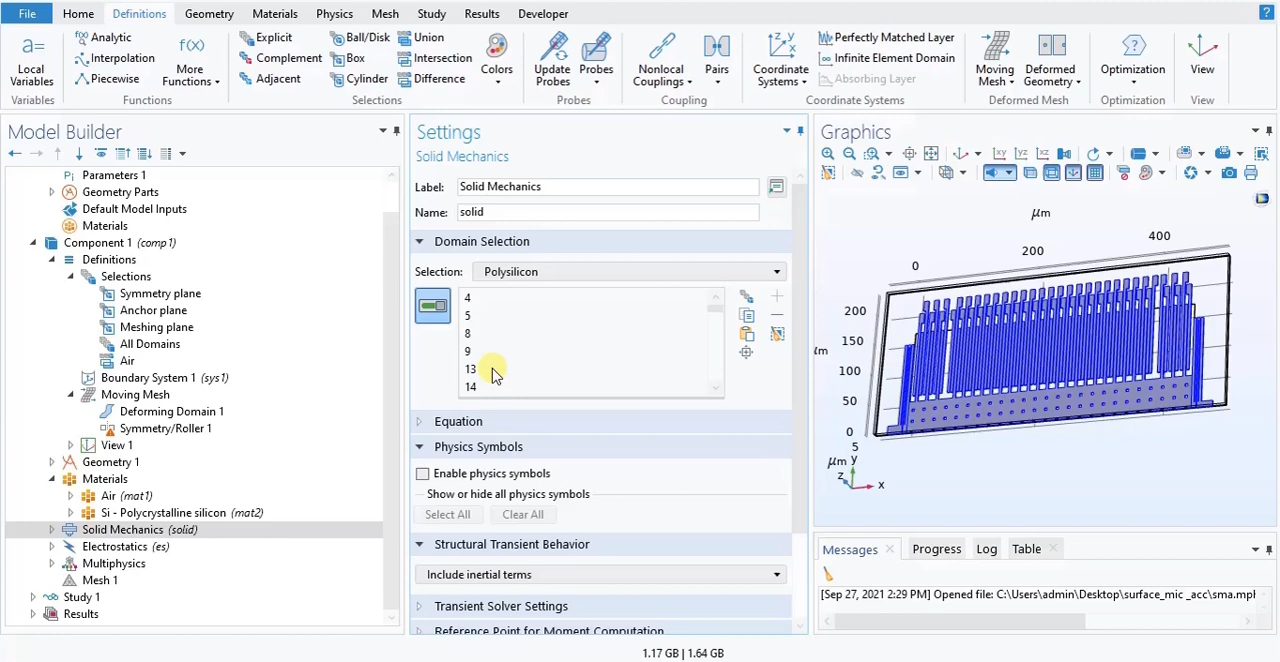 File Home Definitions Geometry Materials Physics Mesh Study Results Developer ?
a= Local Variables
Analytic
Interpolation
Piecewise
f(x) More Functions
Explicit
Complement
Adjacent
Ball/Disk
Box
Cylinder
Union
Intersection
Difference
Colors
Update Probes
Probes
Nonlocal Couplings
Pairs
Coordinate Systems
Perfectly Matched Layer
Infinite Element Domain
Absorbing Layer
Moving Mesh
Deformed Geometry
Optimization
View
Variables Functions Selections Probes Coupling Coordinate Systems Deformed Mesh Optimization View
Model Builder
Parameters 1
Geometry Parts
Default Model Inputs
Materials
Component 1 (comp1)
Definitions
Selections
Symmetry plane
Anchor plane
Meshing plane
All Domains
Air
Boundary System 1 (sys1)
Moving Mesh
Deforming Domain 1
Symmetry/Roller 1
View 1
Geometry 1
Materials
Air (mat1)
Si - Polycrystalline silicon (mat2)
Solid Mechanics (solid)
Electrostatics (es)
Multiphysics
Mesh 1
Study 1
Results
Settings
Solid Mechanics
Label: Solid Mechanics
Name: solid
Domain Selection
Selection: Polysilicon
4
5
8
9
13
14
Equation
Physics Symbols
Enable physics symbols
Show or hide all physics symbols
Select All Clear All
Structural Transient Behavior
Include inertial terms
Transient Solver Settings
Reference Point for Moment Computation
Graphics
µm
400
200
0
200
150
100
50
0
5
µm
y
z
x
Messages Progress Log Table
[Sep 27, 2021 2:29 PM] Opened file: C:\Users\admin\Desktop\surface_mic _acc\sma.mph
1.17 GB | 1.64 GB